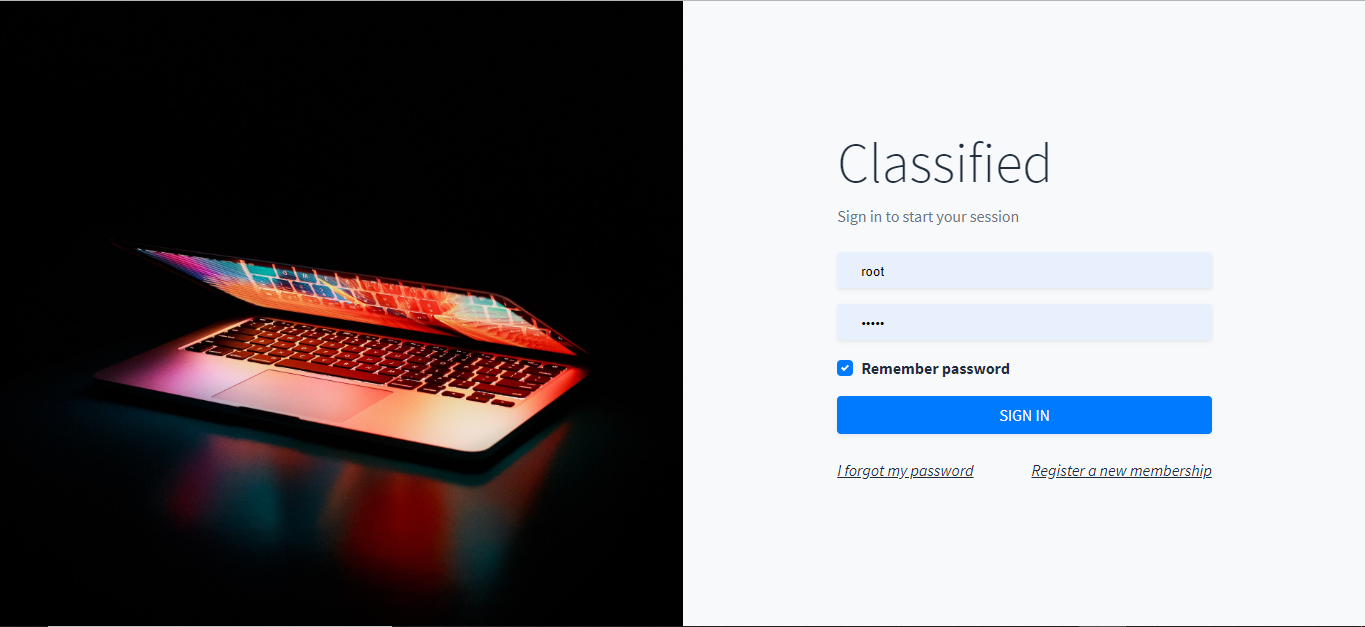 Classified
Sign in to start your session
root
•••••
Remember password
SIGN IN
I forgot my password
Register a new membership